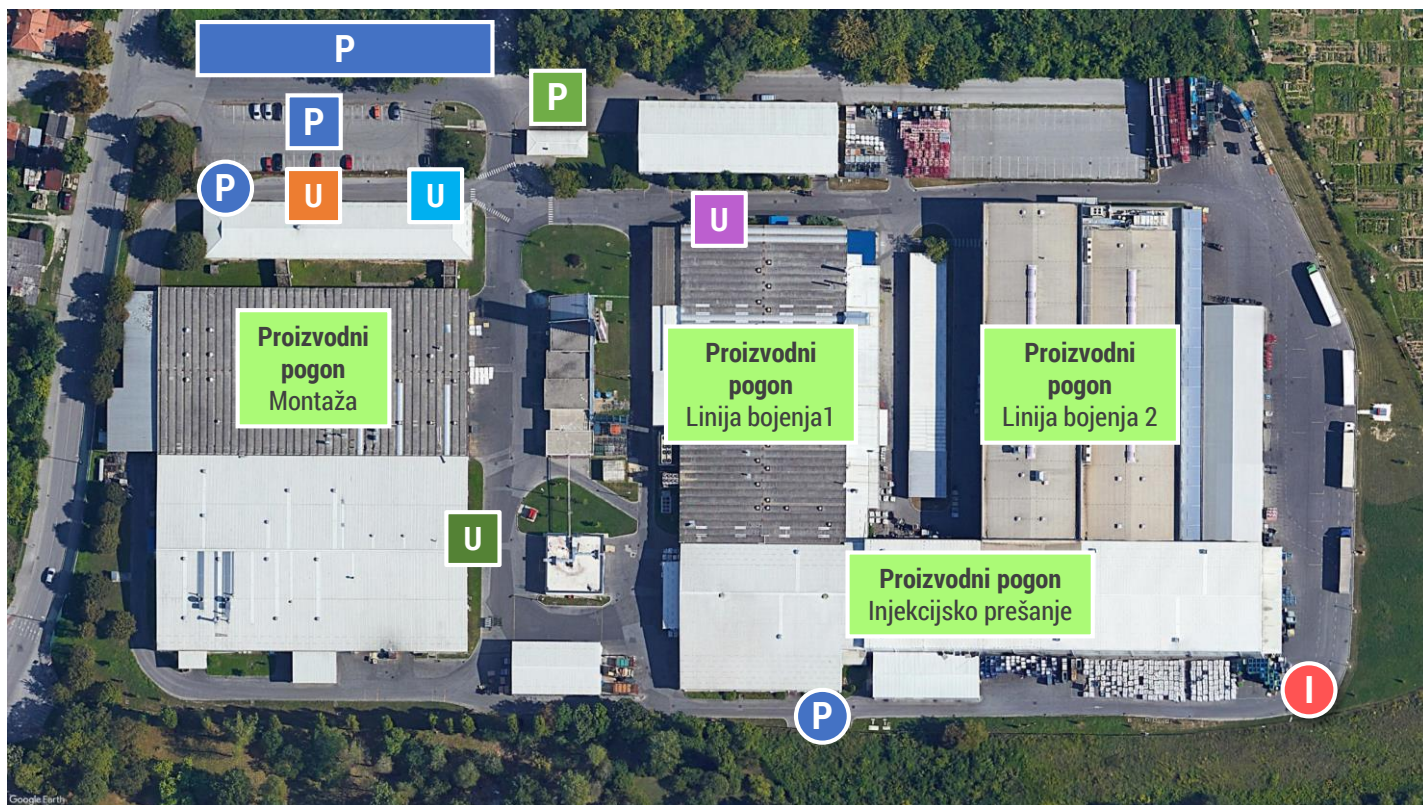 P
P
P
P
U
U
U
Proizvodni
pogon
Montaža
Proizvodni
pogon
Linija bojenja1
Proizvodni
pogon
Linija bojenja 2
U
Proizvodni pogon
Injekcijsko prešanje
I
P
Google Earth